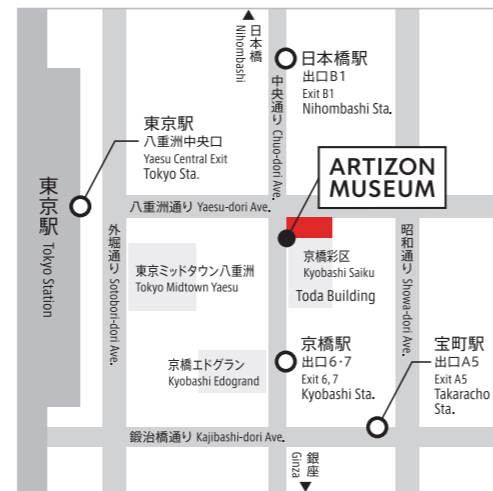 日本橋
Nihombashi
日本橋駅
出口B1
Exit B1
Nihombashi Sta.
中央通り Chuo-dori Ave.
東京駅
八重洲中央口
Yaesu Central Exit
Tokyo Sta.
ARTIZON
MUSEUM
東京駅 Tokyo Station
八重洲通り Yaesu-dori Ave.
外堀通り Sotobori-dori Ave.
東京ミッドタウン八重洲
Tokyo Midtown Yaesu
京橋彩区
Kyobashi Saiku
Toda Building
昭和通り Showa-dori Ave.
京橋エドグラン
Kyobashi Edogrand
京橋駅
出口6・7
Exit 6, 7
Kyobashi Sta.
宝町駅
出口A5
Exit A5
Takaracho
Sta.
鍛治橋通り Kajibashi-dori Ave.
銀座
Ginza